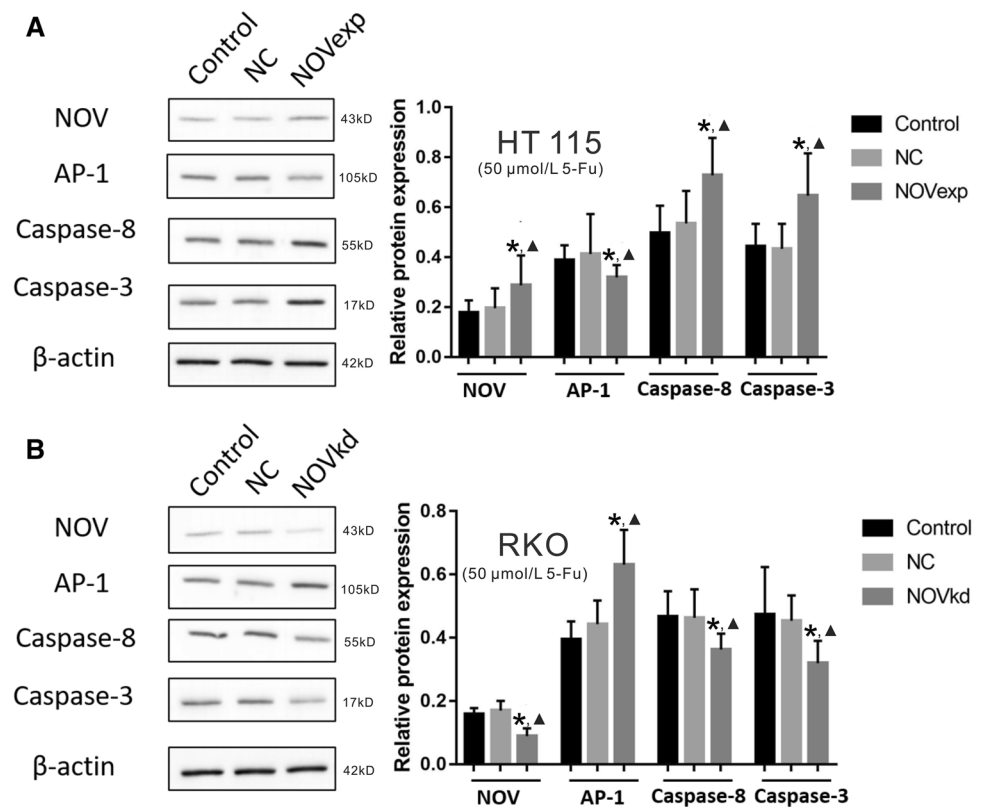 A
Control
NC
NOVexp
NOV
43kD
AP-1
105kD
Caspase-8
55kD
Caspase-3
17kD
β-actin
42kD
Relative protein expression
1.0
0.8
0.6
0.4
0.2
0.0
HT 115
(50 μmol/L 5-Fu)
*,▲
*,▲
*,▲
*,▲
NOV
AP-1
Caspase-8
Caspase-3
Control
NC
NOVexp
B
Control
NC
NOVkd
NOV
43kD
AP-1
105kD
Caspase-8
55kD
Caspase-3
17kD
β-actin
42kD
Relative protein expression
0.8
0.6
0.4
0.2
0.0
RKO
(50 μmol/L 5-Fu)
*,▲
*,▲
*,▲
*,▲
NOV
AP-1
Caspase-8
Caspase-3
Control
NC
NOVkd